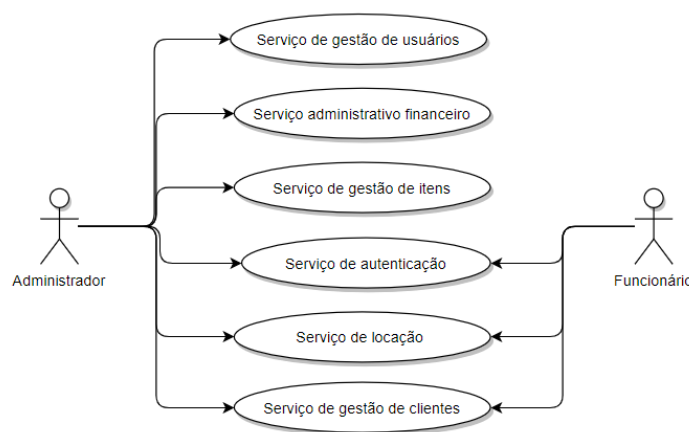 Serviço de gestão de usuários
Serviço administrativo financeiro
Serviço de gestão de itens
Administrador
Funcionário
Serviço de autenticação
Serviço de locação
Serviço de gestão de clientes